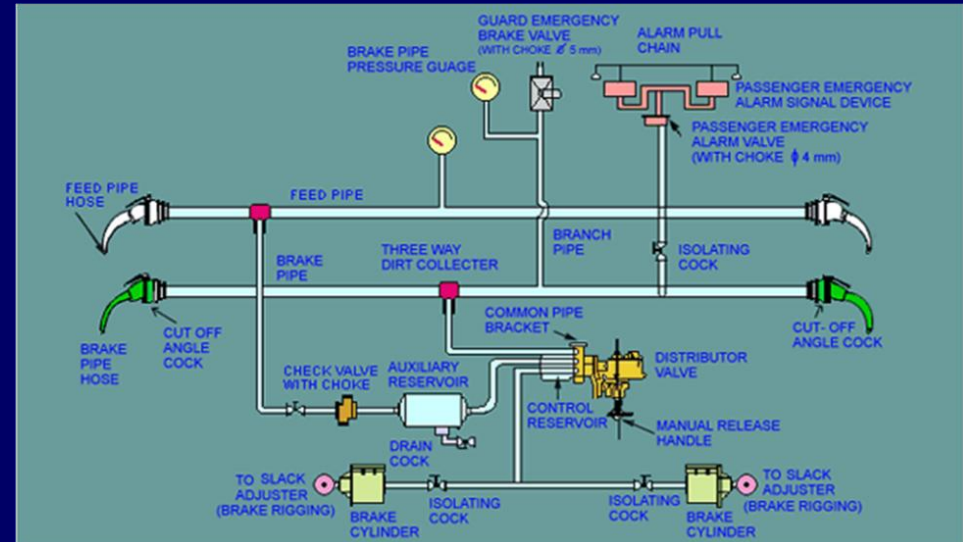 GUARD EMERGENCY
BRAKE VALVE
(WITH CHOKE Ø 5 mm)
ALARM PULL
CHAIN
BRAKE PIPE
PRESSURE GUAGE
PASSENGER EMERGENCY
ALARM SIGNAL DEVICE
PASSENGER EMERGENCY
ALARM VALVE
(WITH CHOKE ϕ 4 mm)
FEED PIPE
HOSE
FEED PIPE
BRAKE
PIPE
THREE WAY
DIRT COLLECTER
BRANCH
PIPE
ISOLATING
COCK
BRAKE
PIPE
HOSE
CUT OFF
ANGLE
COCK
COMMON PIPE
BRACKET
CUT- OFF
ANGLE COCK
CHECK VALVE
WITH CHOKE
AUXILIARY
RESERVOIR
DISTRIBUTOR
VALVE
CONTROL
RESERVOIR
MANUAL RELEASE
HANDLE
DRAIN
COCK
TO SLACK
ADJUSTER
(BRAKE RIGGING)
BRAKE
CYLINDER
ISOLATING
COCK
ISOLATING
COCK
BRAKE
CYLINDER
TO SLACK
ADJUSTER
(BRAKE RIGGING)